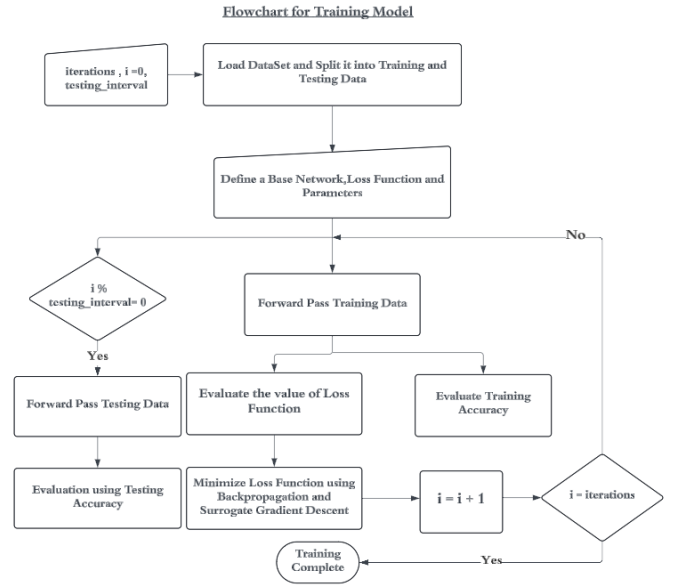 Flowchart for Training Model
iterations , i =0,
testing_interval
Load DataSet and Split it into Training and
Testing Data
Define a Base Network,Loss Function and
Parameters
No
i %
testing_interval= 0
Forward Pass Training Data
Yes
Forward Pass Testing Data
Evaluate the value of Loss
Function
Evaluate Training
Accuracy
Evaluation using Testing
Accuracy
Minimize Loss Function using
Backpropagation and
Surrogate Gradient Descent
i = i + 1
i = iterations
Training
Complete
Yes